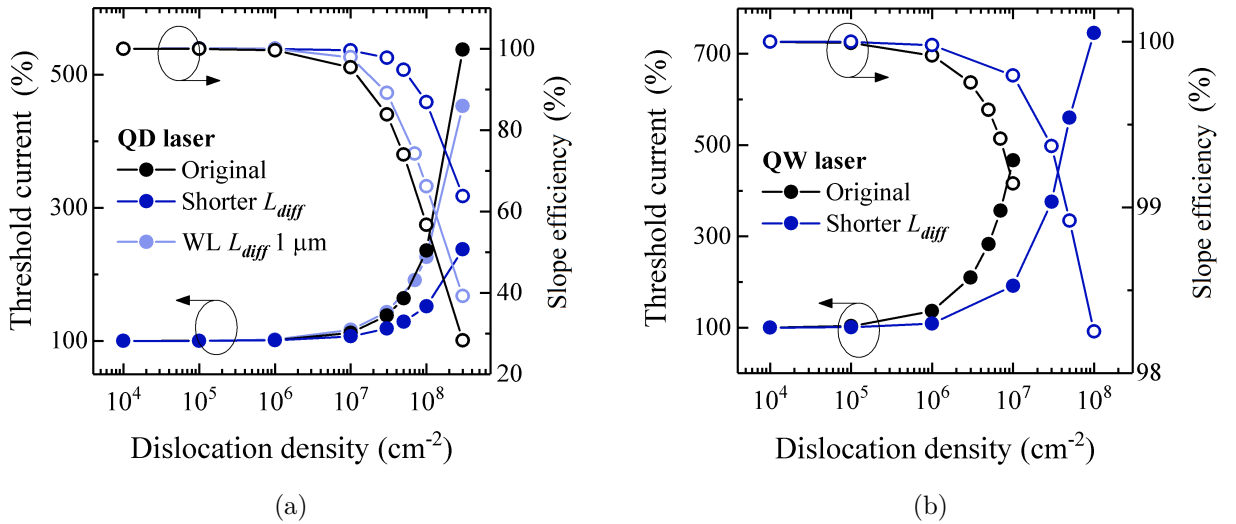 Threshold current (%)
500
300
100
QD laser
Original
Shorter L_diff
WL L_diff 1 μm
100
80
60
40
20
Slope efficiency (%)
10^4 10^5 10^6 10^7 10^8
Dislocation density (cm^-2)
(a)
Threshold current (%)
700
500
300
100
QW laser
Original
Shorter L_diff
100
99
98
Slope efficiency (%)
10^4 10^5 10^6 10^7 10^8
Dislocation density (cm^-2)
(b)